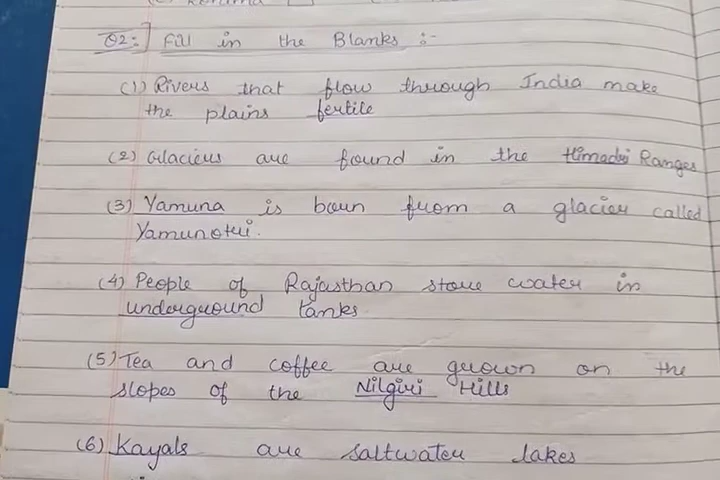 Q2:] Fill in the Blanks :-
(1) Rivers that flow through India make
the plains fertile
(2) Glaciers are found in the Himadri Ranges
(3) Yamuna is born from a glacier called
Yamunotri.
(4) People of Rajasthan store water in
underground tanks
(5) Tea and coffee are grown on the
slopes of the Nilgiri Hills
(6) Kayals are saltwater lakes